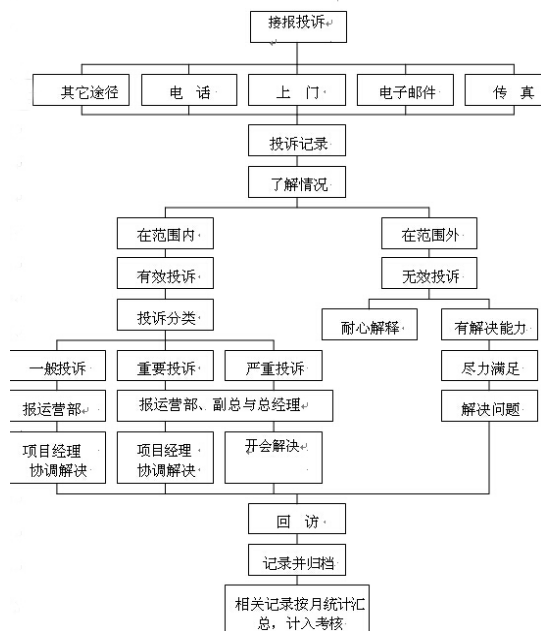 接报投诉
其它途径
电 话
上 门
电子邮件
传 真
投诉记录
了解情况
在范围内
在范围外
有效投诉
无效投诉
投诉分类
耐心解释
有解决能力
一般投诉
重要投诉
严重投诉
尽力满足
报运营部
报运营部、副总与总经理
解决问题
项目经理
协调解决
项目经理
协调解决
开会解决
回 访
记录并归档
相关记录按月统计汇
总，计入考核